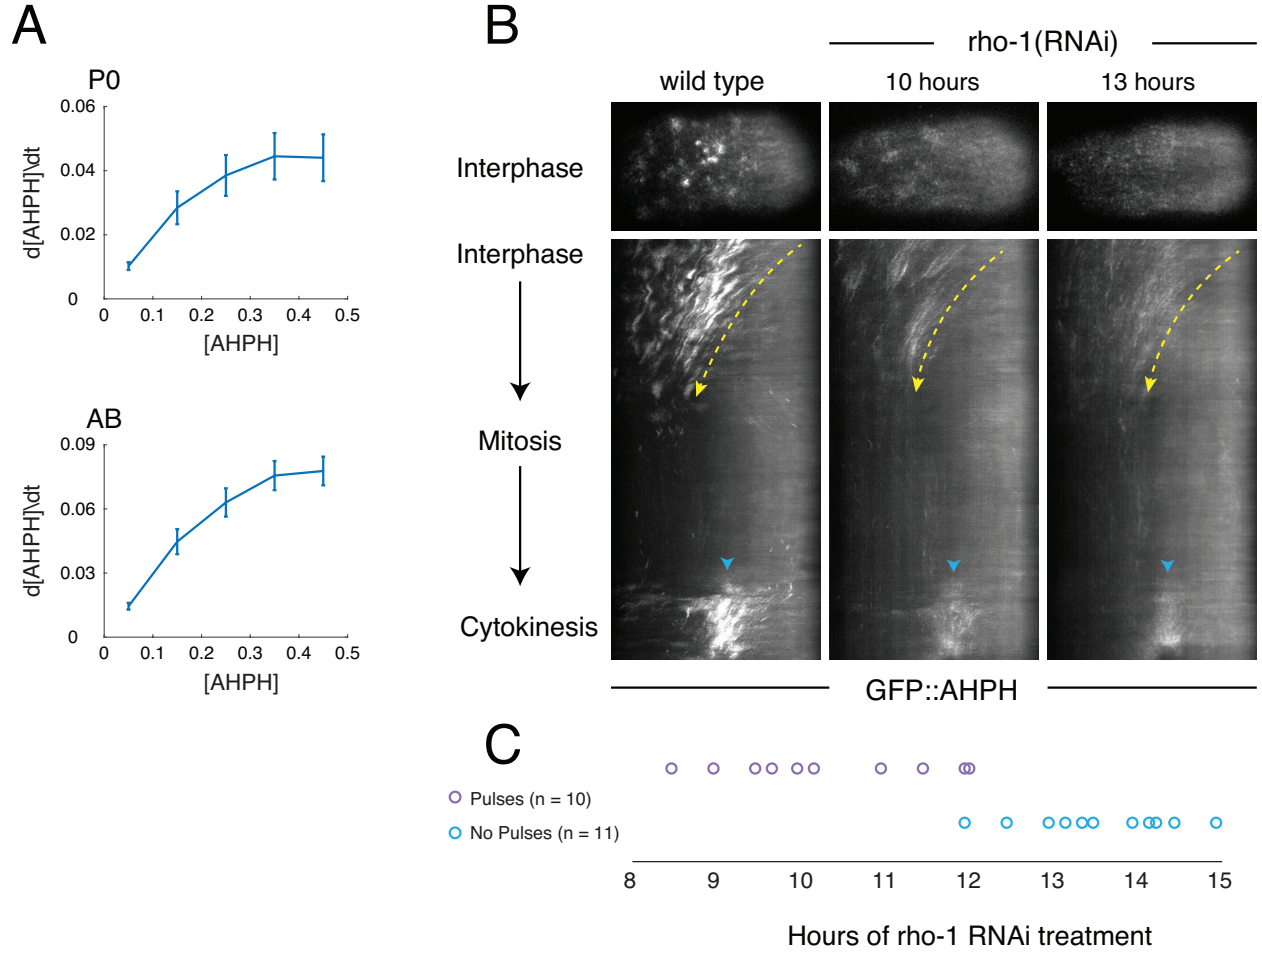 A
P0
0.06
0.04
0.02
0
0 0.1 0.2 0.3 0.4 0.5
d[AHPH]\dt
[AHPH]
AB
0.09
0.06
0.03
0
0 0.1 0.2 0.3 0.4 0.5
d[AHPH]\dt
[AHPH]
B
rho-1(RNAi)
wild type 10 hours 13 hours
Interphase
Interphase
Mitosis
Cytokinesis
GFP::AHPH
C
Pulses (n = 10)
No Pulses (n = 11)
8 9 10 11 12 13 14 15
Hours of rho-1 RNAi treatment